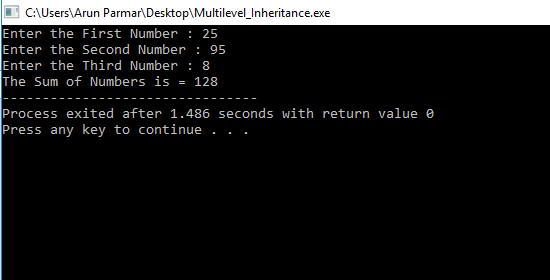 C:\Users\Arun Parmar\Desktop\Multilevel_Inheritance.exe
Enter the First Number : 25
Enter the Second Number : 95
Enter the Third Number : 8
The Sum of Numbers is = 128
--------------------------------
Process exited after 1.486 seconds with return value 0
Press any key to continue . . .